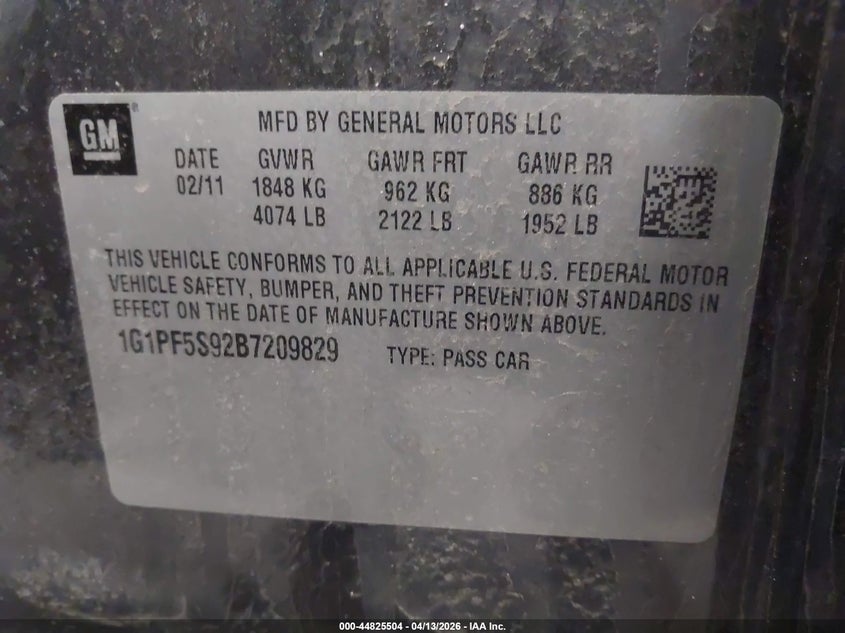 GM
MFD BY GENERAL MOTORS LLC
DATE GVWR GAWR FRT GAWR RR
02/11 1848 KG 962 KG 886 KG
4074 LB 2122 LB 1952 LB
THIS VEHICLE CONFORMS TO ALL APPLICABLE U.S. FEDERAL MOTOR
VEHICLE SAFETY, BUMPER, AND THEFT PREVENTION STANDARDS IN
EFFECT ON THE DATE OF MANUFACTURE SHOWN ABOVE.
1G1PF5S92B7209829 TYPE: PASS CAR
000-44825504 - 04/13/2026 - IAA Inc.